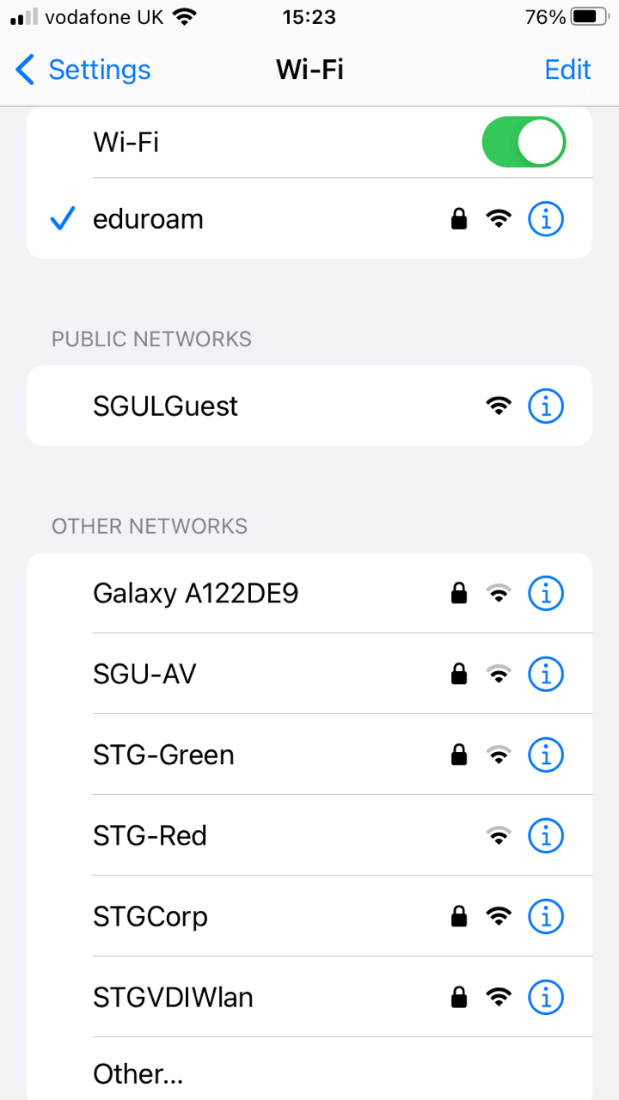 vodafone UK 15:23 76%
Settings Wi-Fi Edit
Wi-Fi
eduroam
PUBLIC NETWORKS
SGULGuest
OTHER NETWORKS
Galaxy A122DE9
SGU-AV
STG-Green
STG-Red
STGCorp
STGVDIWlan
Other...